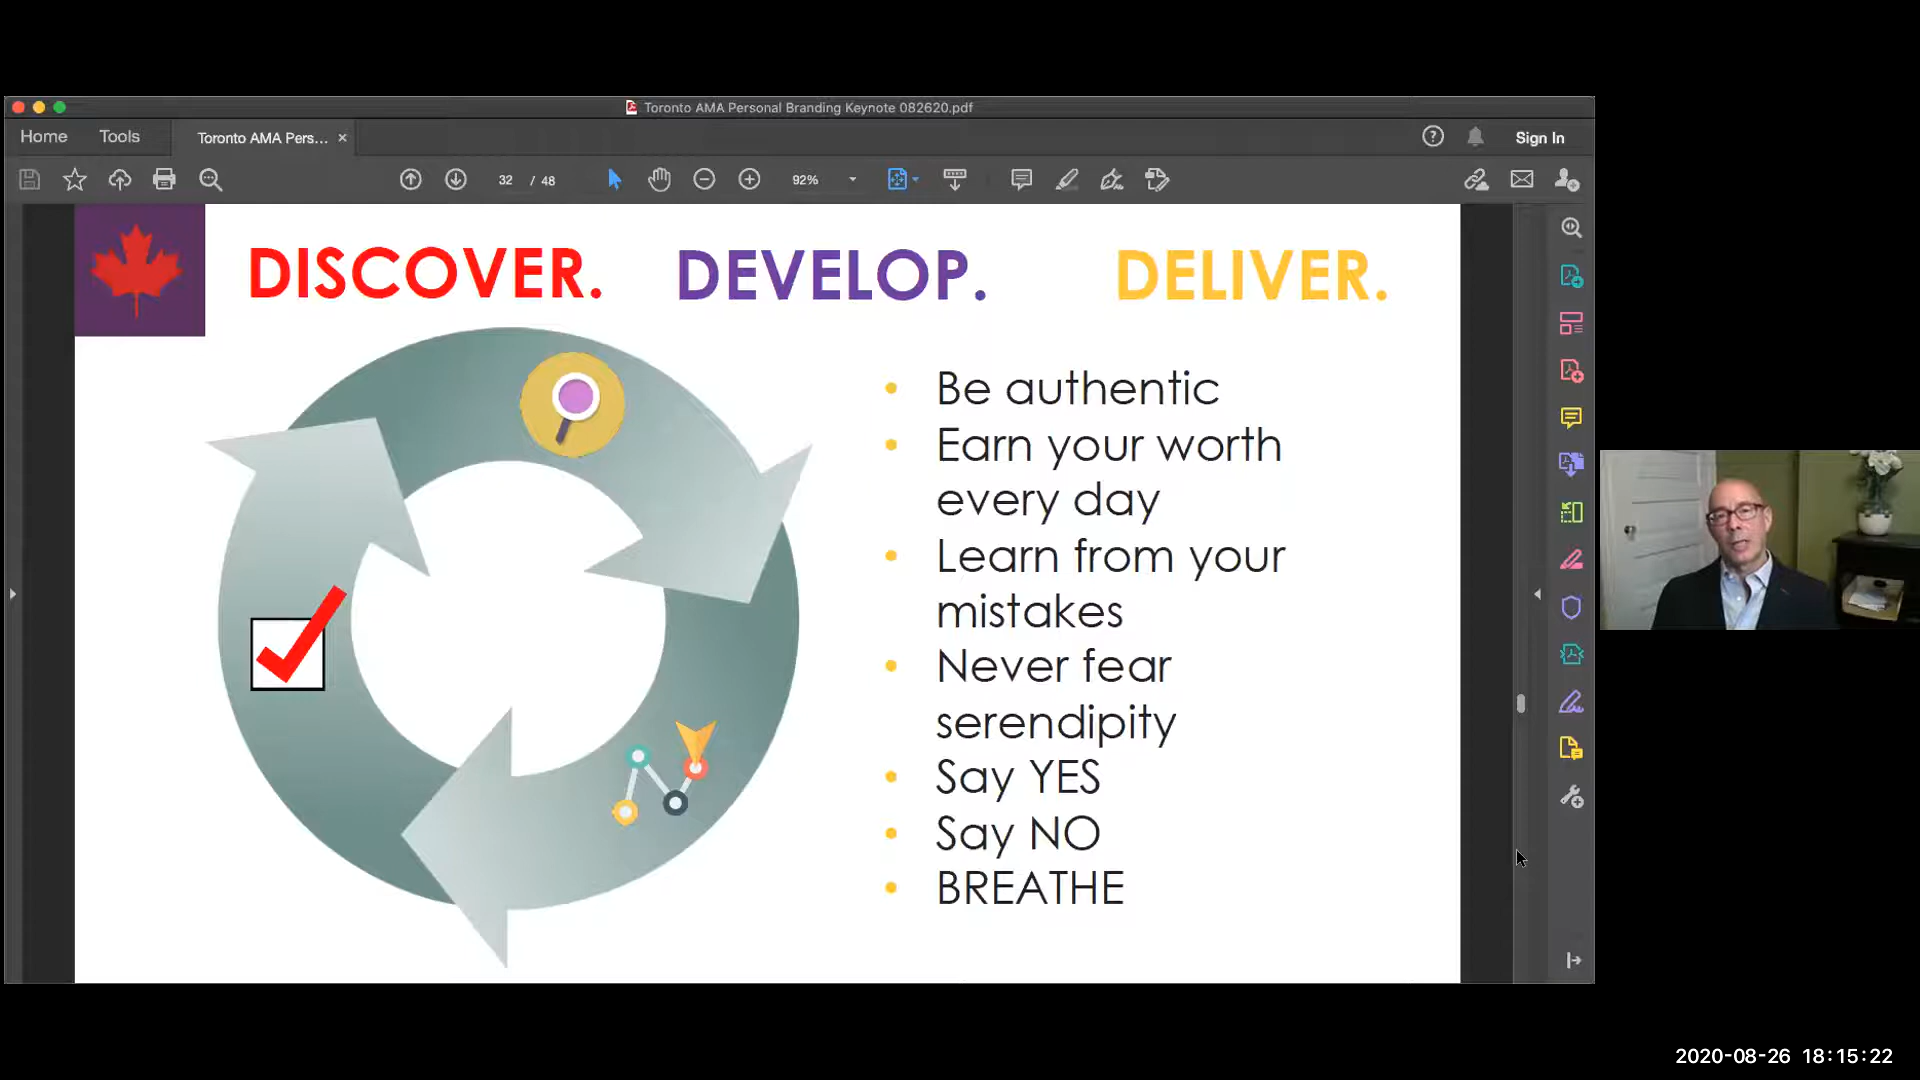 Toronto AMA Personal Branding Keynote 082620.pdf
Home Tools Toronto AMA Pers... × Sign In
32 / 48 92%
DISCOVER. DEVELOP. DELIVER.
• Be authentic
• Earn your worth
every day
• Learn from your
mistakes
• Never fear
serendipity
• Say YES
• Say NO
• BREATHE
2020-08-26 18:15:22